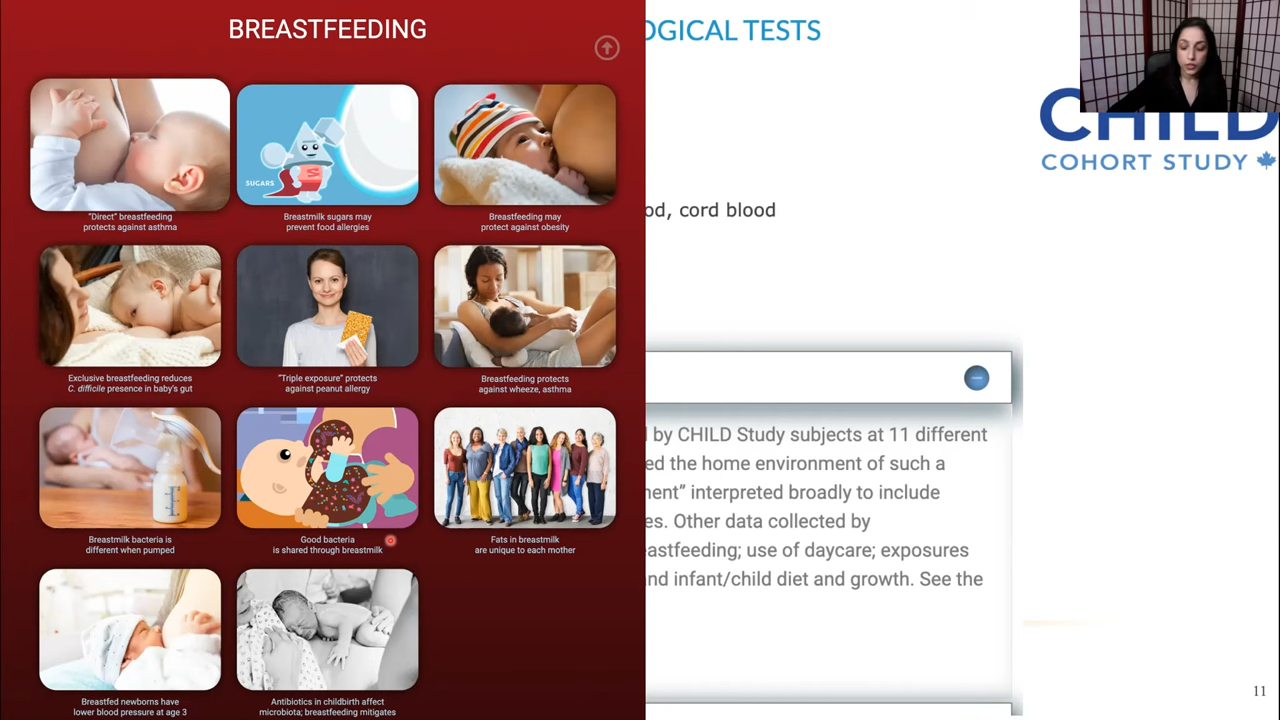 BREASTFEEDING
"Direct" breastfeeding
protects against asthma
SUGARS
Breastmilk sugars may
prevent food allergies
Breastfeeding may
protect against obesity
Exclusive breastfeeding reduces
C. difficile presence in baby's gut
"Triple exposure" protects
against peanut allergy
Breastfeeding protects
against wheeze, asthma
Breastmilk bacteria is
different when pumped
Good bacteria
is shared through breastmilk
Fats in breastmilk
are unique to each mother
Breastfed newborns have
lower blood pressure at age 3
Antibiotics in childbirth affect
microbiota; breastfeeding mitigates
OGICAL TESTS
CHILD
COHORT STUDY
od, cord blood
by CHILD Study subjects at 11 different
ed the home environment of such a
ment" interpreted broadly to include
es. Other data collected by
eastfeeding; use of daycare; exposures
nd infant/child diet and growth. See the
11